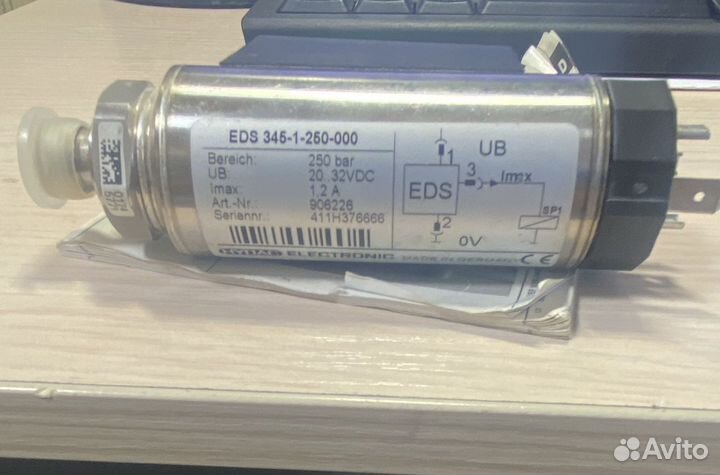 EDS 345-1-250-000
Bereich: 250 bar
UB: 20..32VDC
Imax: 1,2 A
Art.-Nr.: 906226
Seriennr.: 411H376666
HYDAC ELECTRONIC MADE IN GERMANY CE
1 UB
EDS 3 Imax
SP1
2
0V
Avito